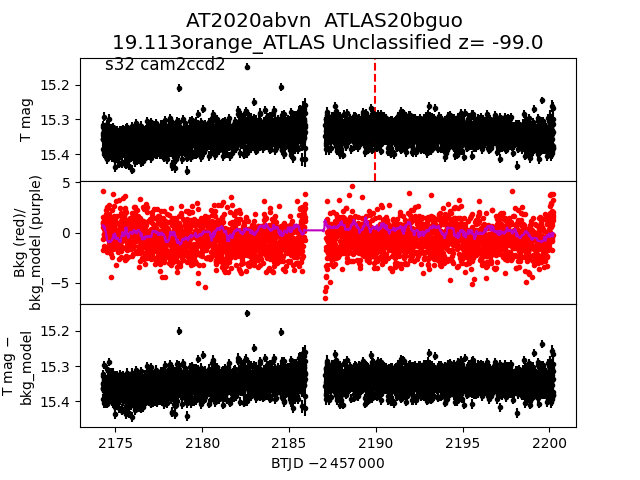 AT2020abvn  ATLAS20bguo
19.113orange_ATLAS Unclassified z= -99.0
s32 cam2ccd2
15.2
15.3
15.4
T mag
5
0
−5
Bkg (red)/
bkg_model (purple)
15.2
15.3
15.4
T mag −
bkg_model
2175
2180
2185
2190
2195
2200
BTJD −2 457 000